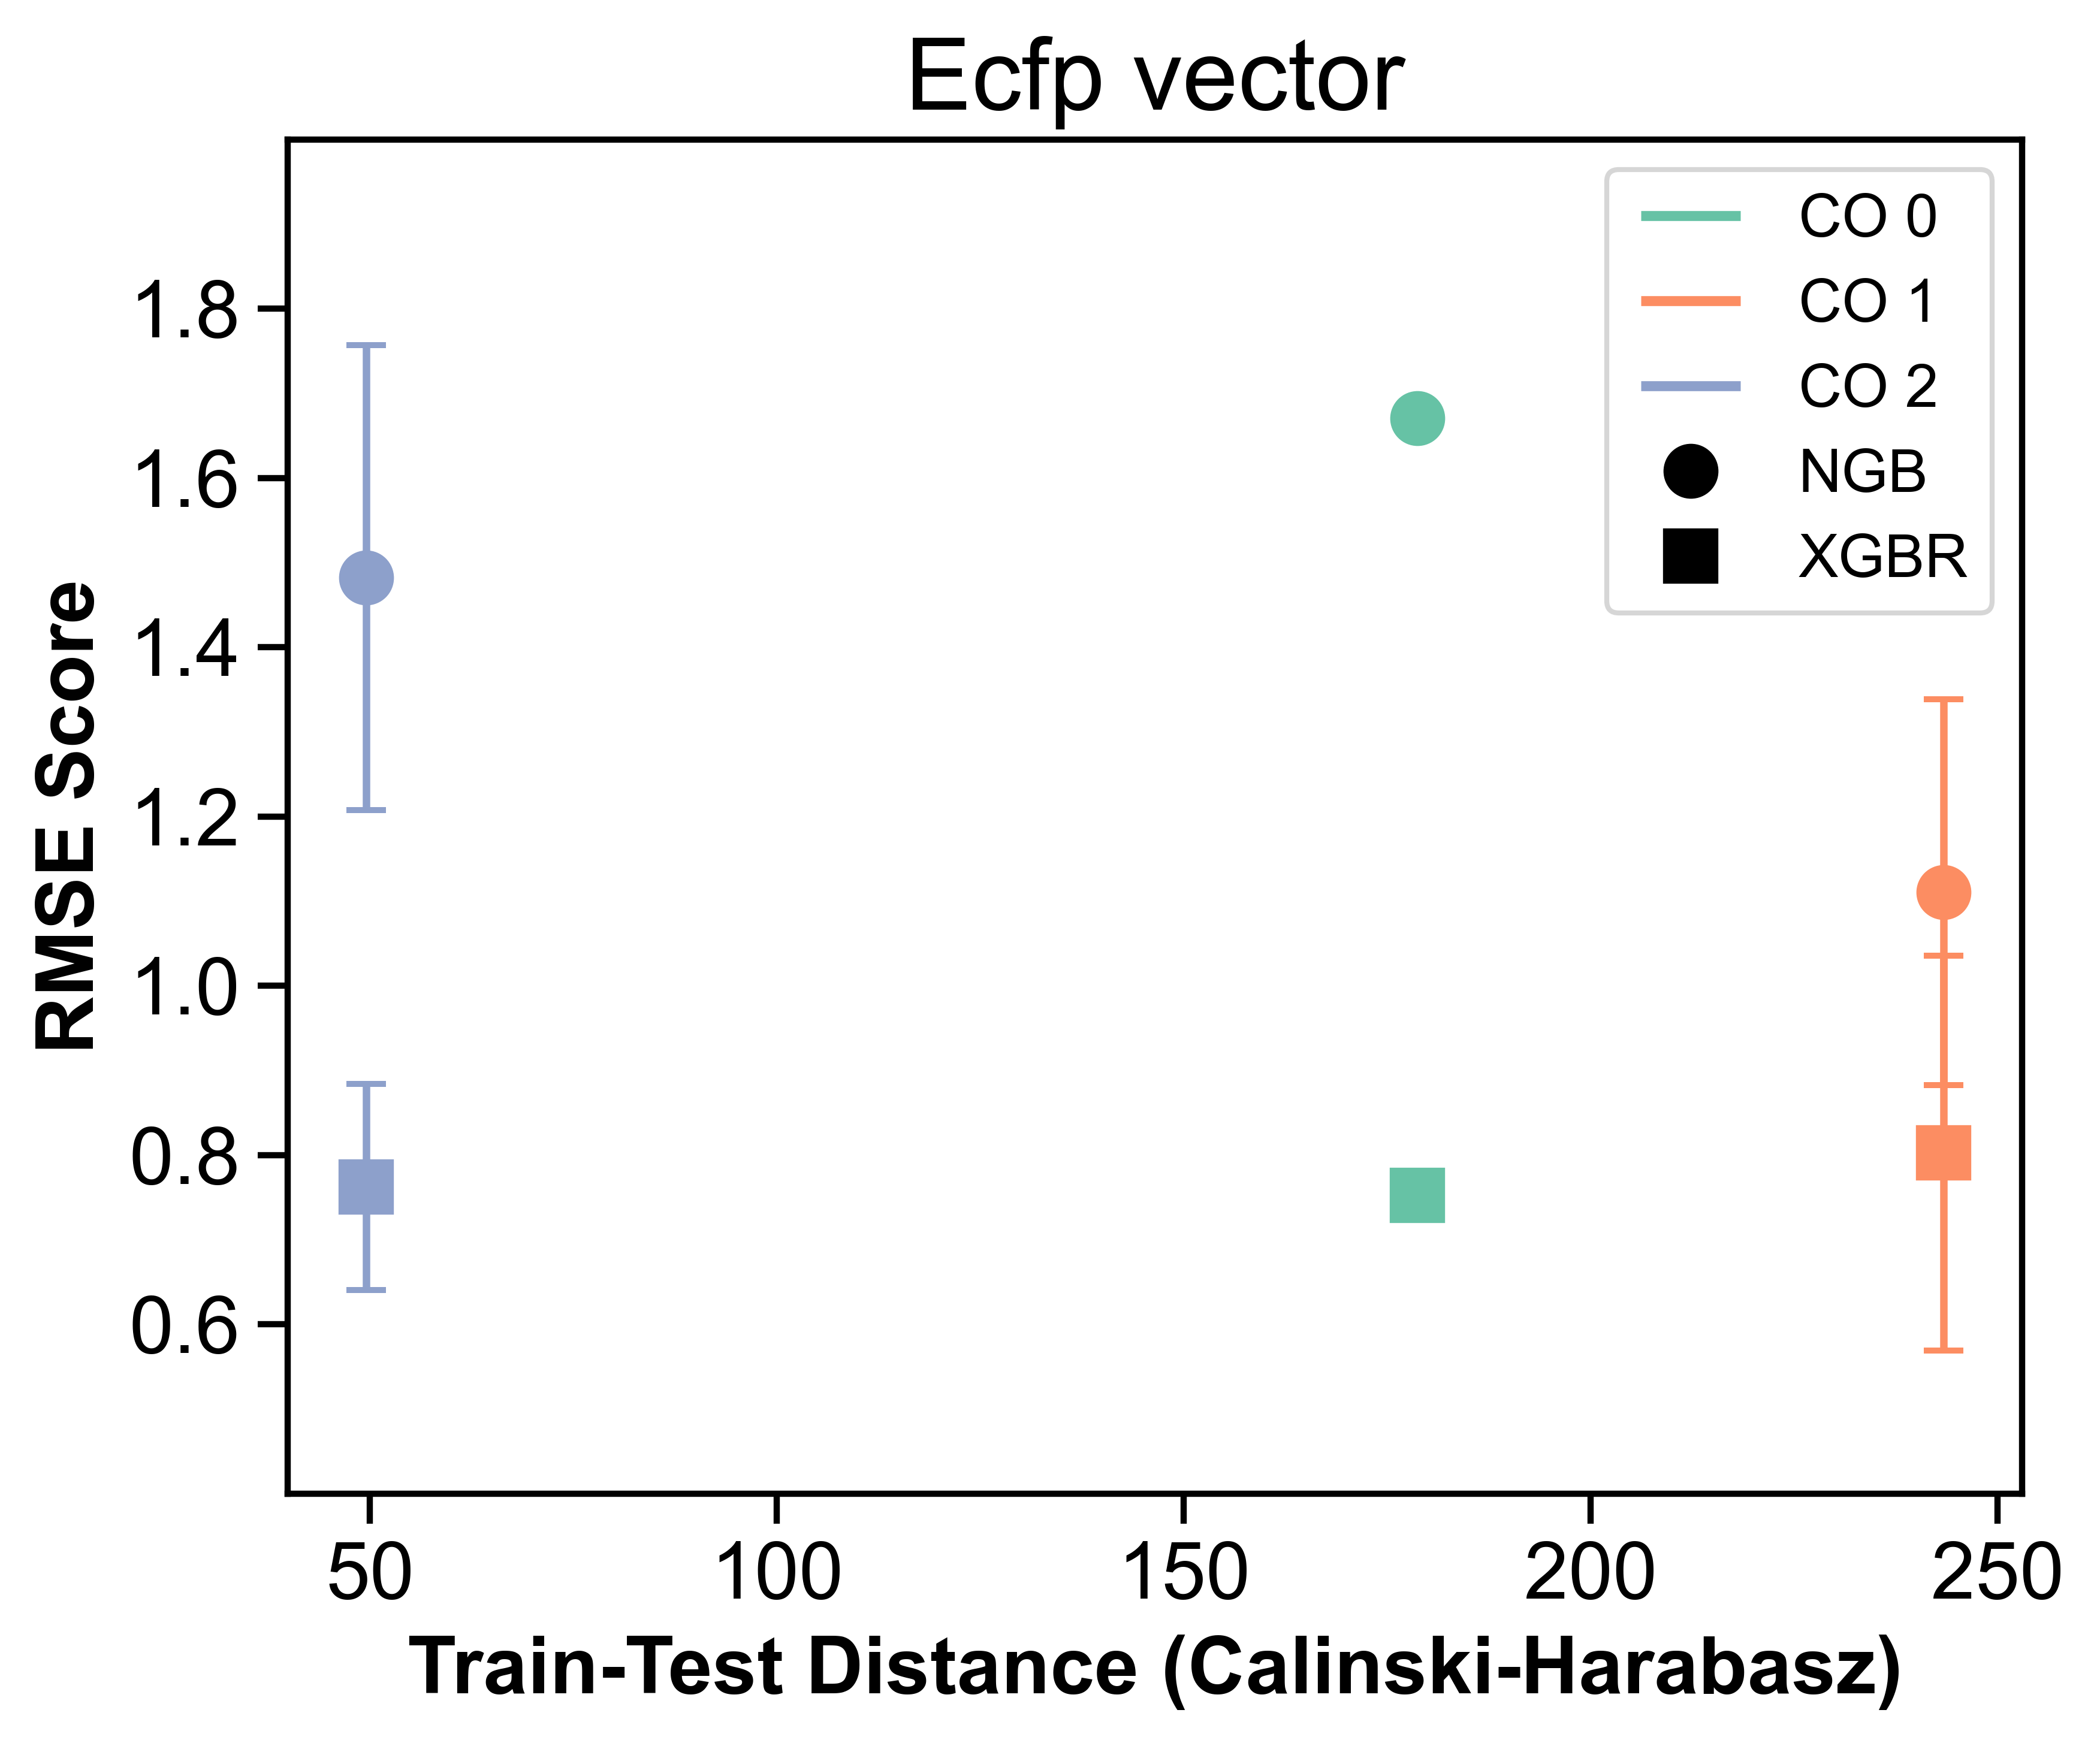 Ecfp vector
CO 0
CO 1
CO 2
NGB
XGBR
RMSE Score
1.8
1.6
1.4
1.2
1.0
0.8
0.6
50 100 150 200 250
Train-Test Distance (Calinski-Harabasz)